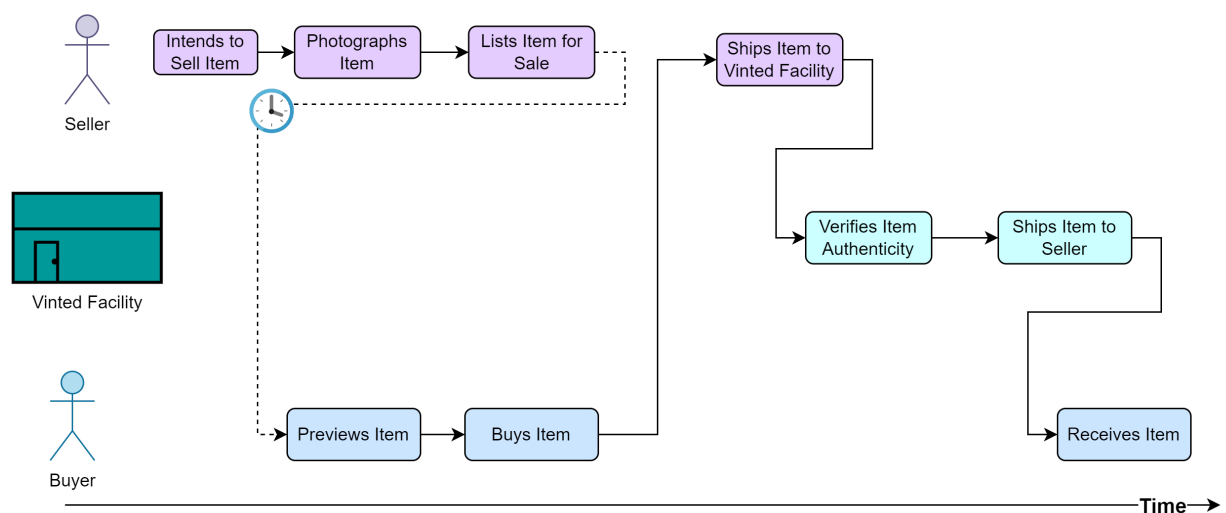 Intends to
Sell Item
Photographs
Item
Lists Item for
Sale
Ships Item to
Vinted Facility
Seller
Verifies Item
Authenticity
Ships Item to
Seller
Vinted Facility
Previews Item
Buys Item
Receives Item
Buyer
Time